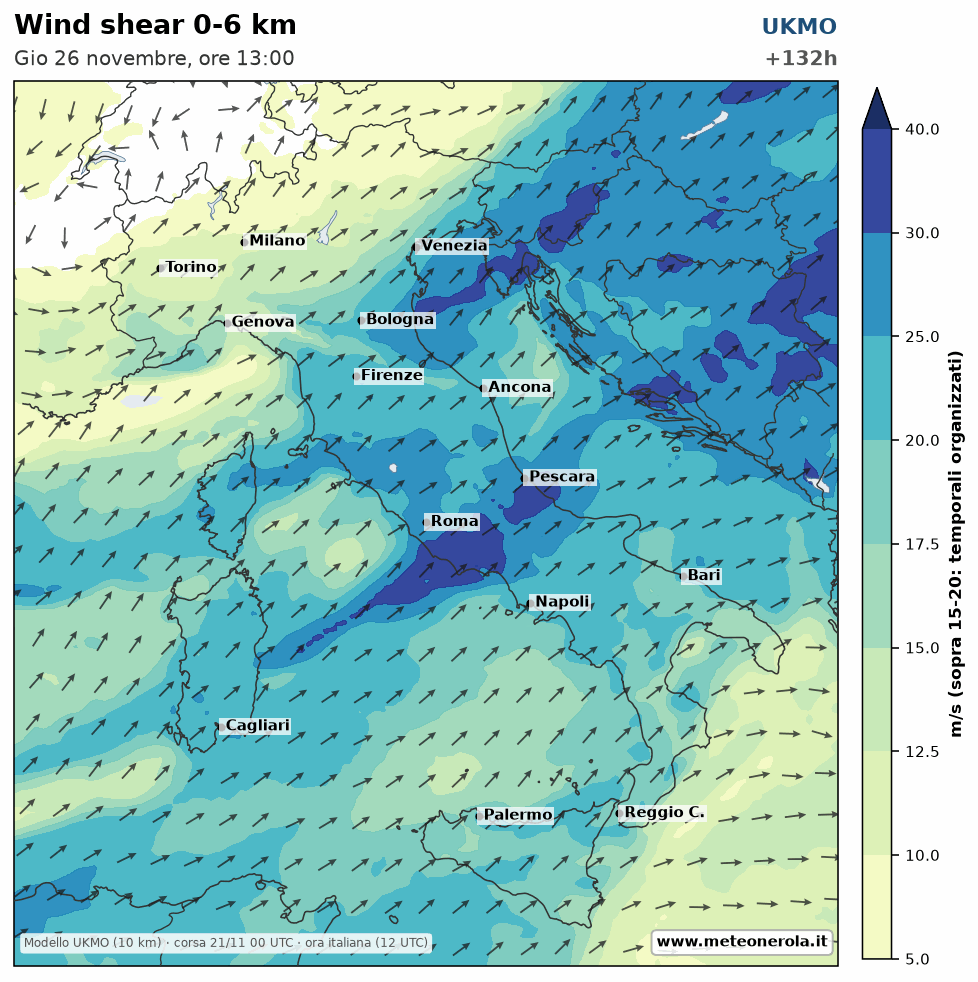 Wind shear 0-6 km
UKMO
Gio 26 novembre, ore 13:00
+132h
Milano
Venezia
Torino
Genova
Bologna
Firenze
Ancona
Pescara
Roma
Bari
Napoli
Cagliari
Palermo
Reggio C.
Modello UKMO (10 km) · corsa 21/11 00 UTC · ora italiana (12 UTC)
www.meteonerola.it
40.0
30.0
25.0
20.0
17.5
15.0
12.5
10.0
5.0
m/s (sopra 15-20: temporali organizzati)